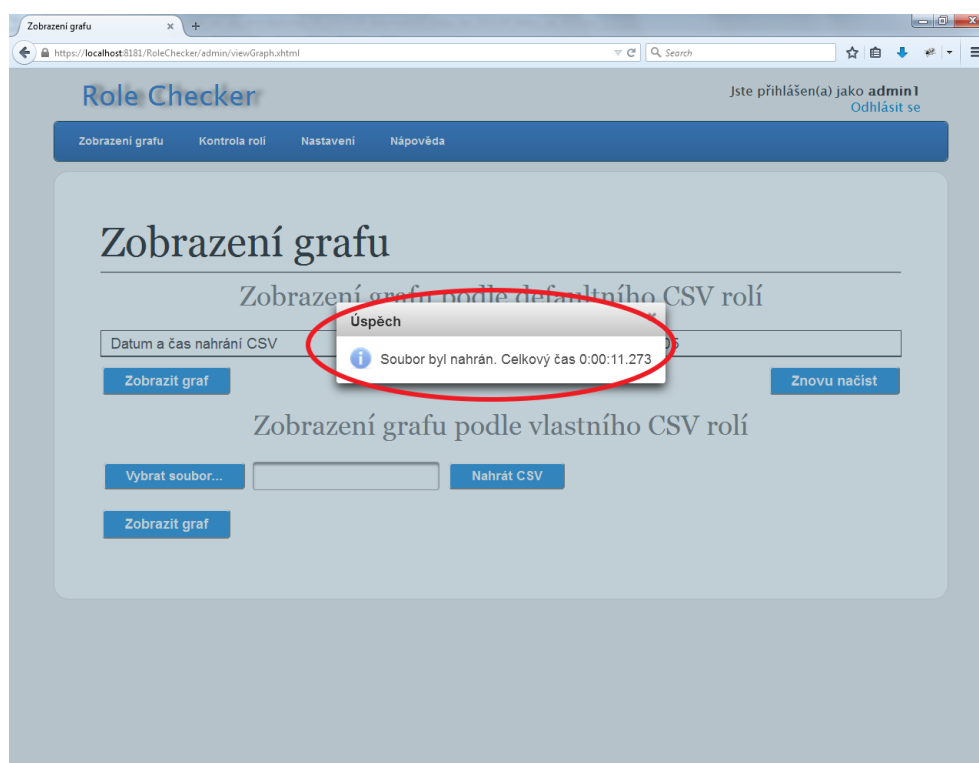 Zobrazení grafu
https://localhost:8181/RoleChecker/admin/viewGraph.xhtml
Search
Role Checker
Jste přihlášen(a) jako admin1
Odhlásit se
Zobrazení grafu Kontrola rolí Nastavení Nápověda
Zobrazení grafu
Zobrazení grafu podle defaultního CSV rolí
Úspěch
Datum a čas nahrání CSV
Soubor byl nahrán. Celkový čas 0:00:11.273
Zobrazit graf Znovu načíst
Zobrazení grafu podle vlastního CSV rolí
Vybrat soubor... Nahrát CSV
Zobrazit graf